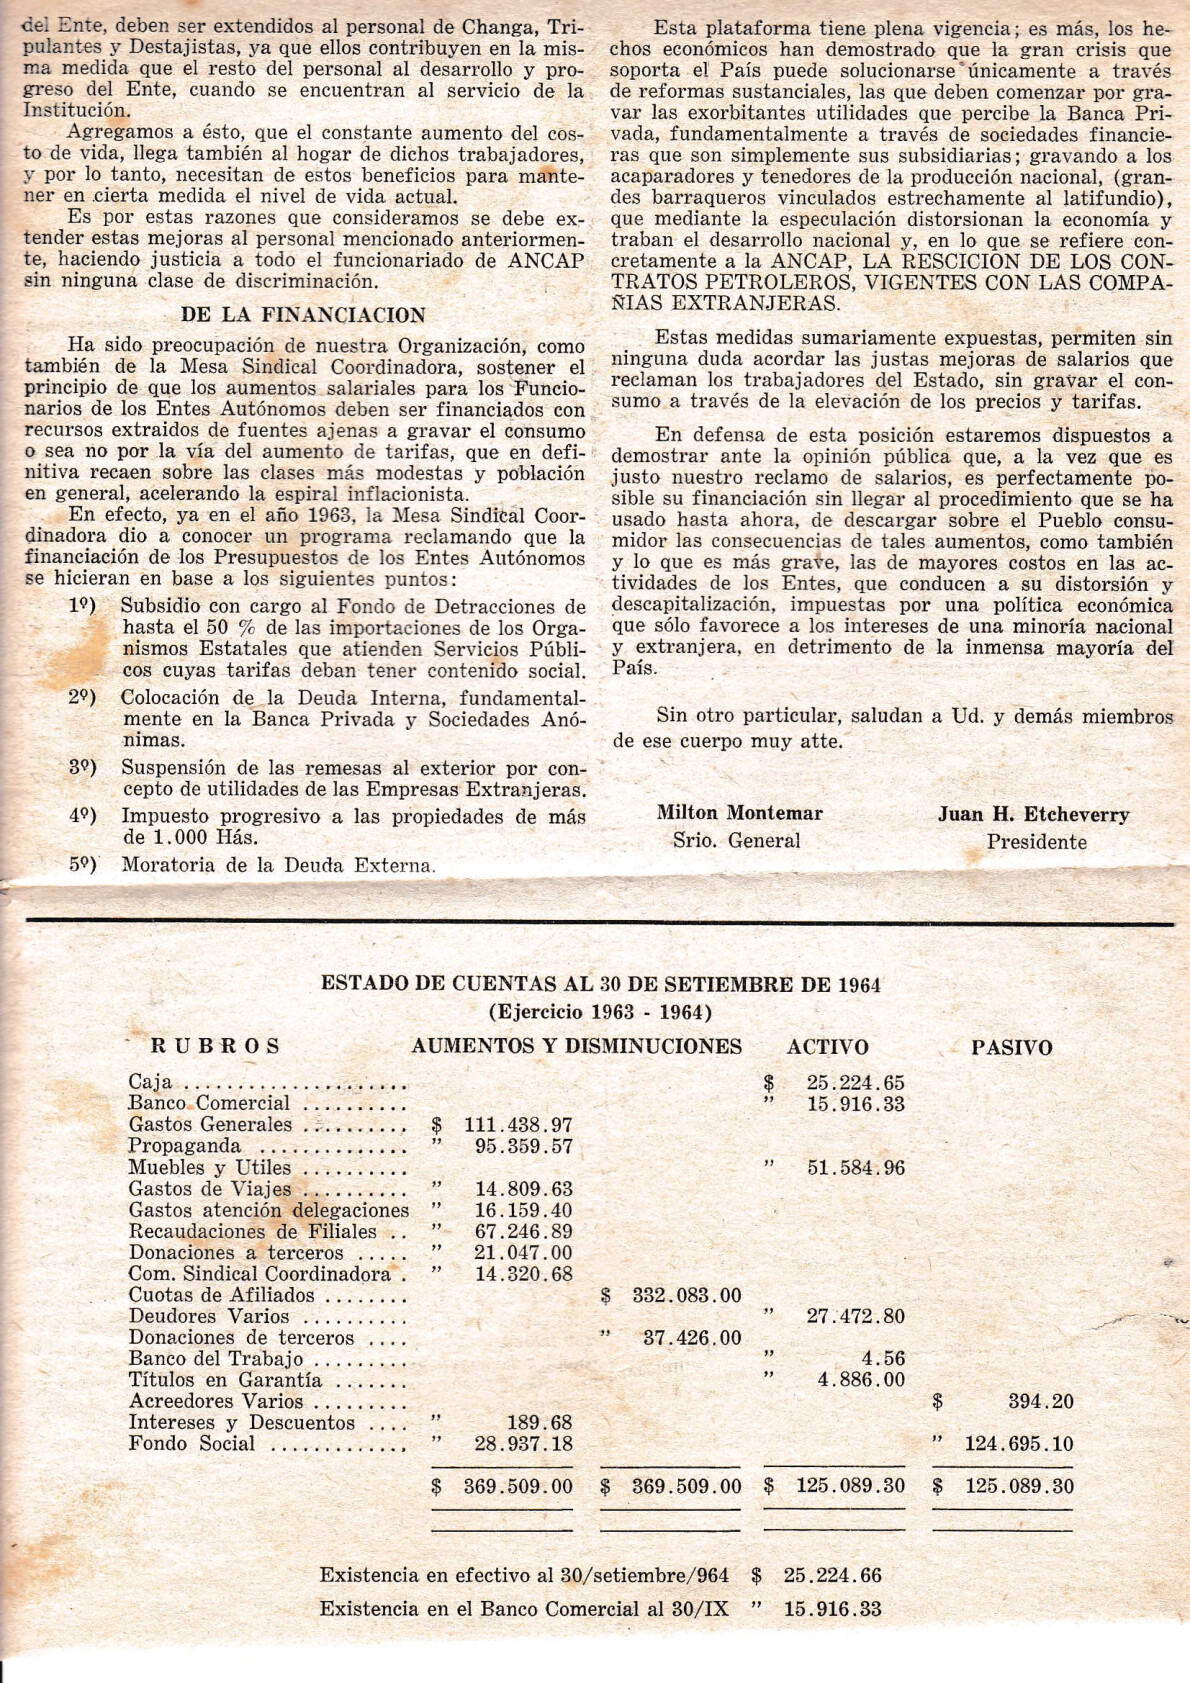 del Ente, deben ser extendidos al personal de Changa, Tri-
pulantes y Destajistas, ya que ellos contribuyen en la mis-
ma medida que el resto del personal al desarrollo y pro-
greso del Ente, cuando se encuentran al servicio de la
Institución.
Agregamos a ésto, que el constante aumento del cos-
to de vida, llega también al hogar de dichos trabajadores,
y por lo tanto, necesitan de estos beneficios para mante-
ner en cierta medida el nivel de vida actual.
Es por estas razones que consideramos se debe ex-
tender estas mejoras al personal mencionado anteriormen-
te, haciendo justicia a todo el funcionariado de ANCAP
sin ninguna clase de discriminación.
DE LA FINANCIACION
Ha sido preocupación de nuestra Organización, como
también de la Mesa Sindical Coordinadora, sostener el
principio de que los aumentos salariales para los Funcio-
narios de los Entes Autónomos deben ser financiados con
recursos extraidos de fuentes ajenas a gravar el consumo
o sea no por la vía del aumento de tarifas, que en defi-
nitiva recaen sobre las clases más modestas y población
en general, acelerando la espiral inflacionista.
En efecto, ya en el año 1963, la Mesa Sindical Coor-
dinadora dio a conocer un programa reclamando que la
financiación de los Presupuestos de los Entes Autónomos
se hicieran en base a los siguientes puntos:
1º) Subsidio con cargo al Fondo de Detracciones de
hasta el 50 % de las importaciones de los Orga-
nismos Estatales que atienden Servicios Públi-
cos cuyas tarifas deban tener contenido social.
2º) Colocación de la Deuda Interna, fundamental-
mente en la Banca Privada y Sociedades Anó-
nimas.
3º) Suspensión de las remesas al exterior por con-
cepto de utilidades de las Empresas Extranjeras.
4º) Impuesto progresivo a las propiedades de más
de 1.000 Hás.
5º) Moratoria de la Deuda Externa.
Esta plataforma tiene plena vigencia; es más, los he-
chos económicos han demostrado que la gran crisis que
soporta el País puede solucionarse únicamente a través
de reformas sustanciales, las que deben comenzar por gra-
var las exorbitantes utilidades que percibe la Banca Pri-
vada, fundamentalmente a través de sociedades financie-
ras que son simplemente sus subsidiarias; gravando a los
acaparadores y tenedores de la producción nacional, (gran-
des barraqueros vinculados estrechamente al latifundio),
que mediante la especulación distorsionan la economía y
traban el desarrollo nacional y, en lo que se refiere con-
cretamente a la ANCAP, LA RESCICION DE LOS CON-
TRATOS PETROLEROS, VIGENTES CON LAS COMPA-
ÑIAS EXTRANJERAS.
Estas medidas sumariamente expuestas, permiten sin
ninguna duda acordar las justas mejoras de salarios que
reclaman los trabajadores del Estado, sin gravar el con-
sumo a través de la elevación de los precios y tarifas.
En defensa de esta posición estaremos dispuestos a
demostrar ante la opinión pública que, a la vez que es
justo nuestro reclamo de salarios, es perfectamente po-
sible su financiación sin llegar al procedimiento que se ha
usado hasta ahora, de descargar sobre el Pueblo consu-
midor las consecuencias de tales aumentos, como también
y lo que es más grave, las de mayores costos en las ac-
tividades de los Entes, que conducen a su distorsión y
descapitalización, impuestas por una política económica
que sólo favorece a los intereses de una minoría nacional
y extranjera, en detrimento de la inmensa mayoría del
País.
Sin otro particular, saludan a Ud. y demás miembros
de ese cuerpo muy atte.
Milton Montemar Juan H. Etcheverry
Srio. General Presidente
ESTADO DE CUENTAS AL 30 DE SETIEMBRE DE 1964
(Ejercicio 1963 - 1964)
RUBROS AUMENTOS Y DISMINUCIONES ACTIVO PASIVO
Caja ..................... $ 25.224.65
Banco Comercial .......... " 15.916.33
Gastos Generales .......... $ 111.438.97
Propaganda .............. " 95.359.57
Muebles y Utiles .......... " 51.584.96
Gastos de Viajes .......... " 14.809.63
Gastos atención delegaciones " 16.159.40
Recaudaciones de Filiales .. " 67.246.89
Donaciones a terceros ..... " 21.047.00
Com. Sindical Coordinadora . " 14.320.68
Cuotas de Afiliados ........ $ 332.083.00
Deudores Varios .......... " 27.472.80
Donaciones de terceros .... " 37.426.00
Banco del Trabajo ......... " 4.56
Títulos en Garantía ....... " 4.886.00
Acreedores Varios ......... $ 394.20
Intereses y Descuentos .... " 189.68
Fondo Social ............. " 28.937.18 " 124.695.10
$ 369.509.00 $ 369.509.00 $ 125.089.30 $ 125.089.30
Existencia en efectivo al 30/setiembre/964 $ 25.224.66
Existencia en el Banco Comercial al 30/IX " 15.916.33